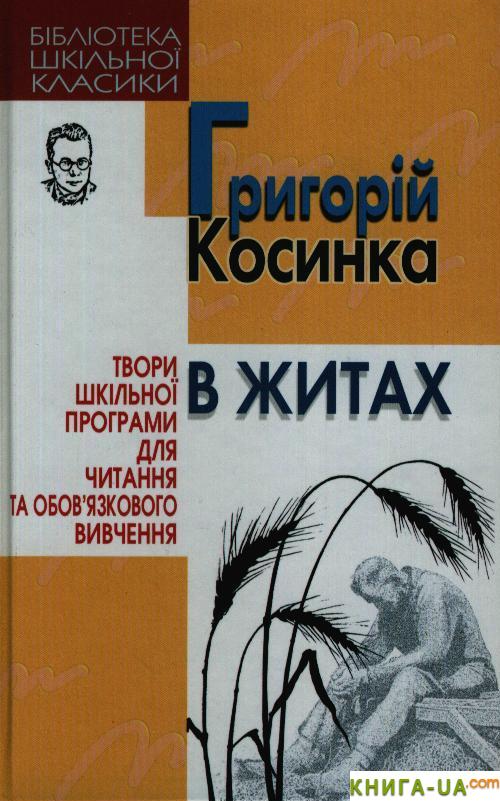 БІБЛІОТЕКА
ШКІЛЬНОЇ
КЛАСИКИ
Григорій
Косинка
В ЖИТАХ
ТВОРИ
ШКІЛЬНОЇ
ПРОГРАМИ
ДЛЯ
ЧИТАННЯ
ТА ОБОВ'ЯЗКОВОГО
ВИВЧЕННЯ
КНИГА-UA.com